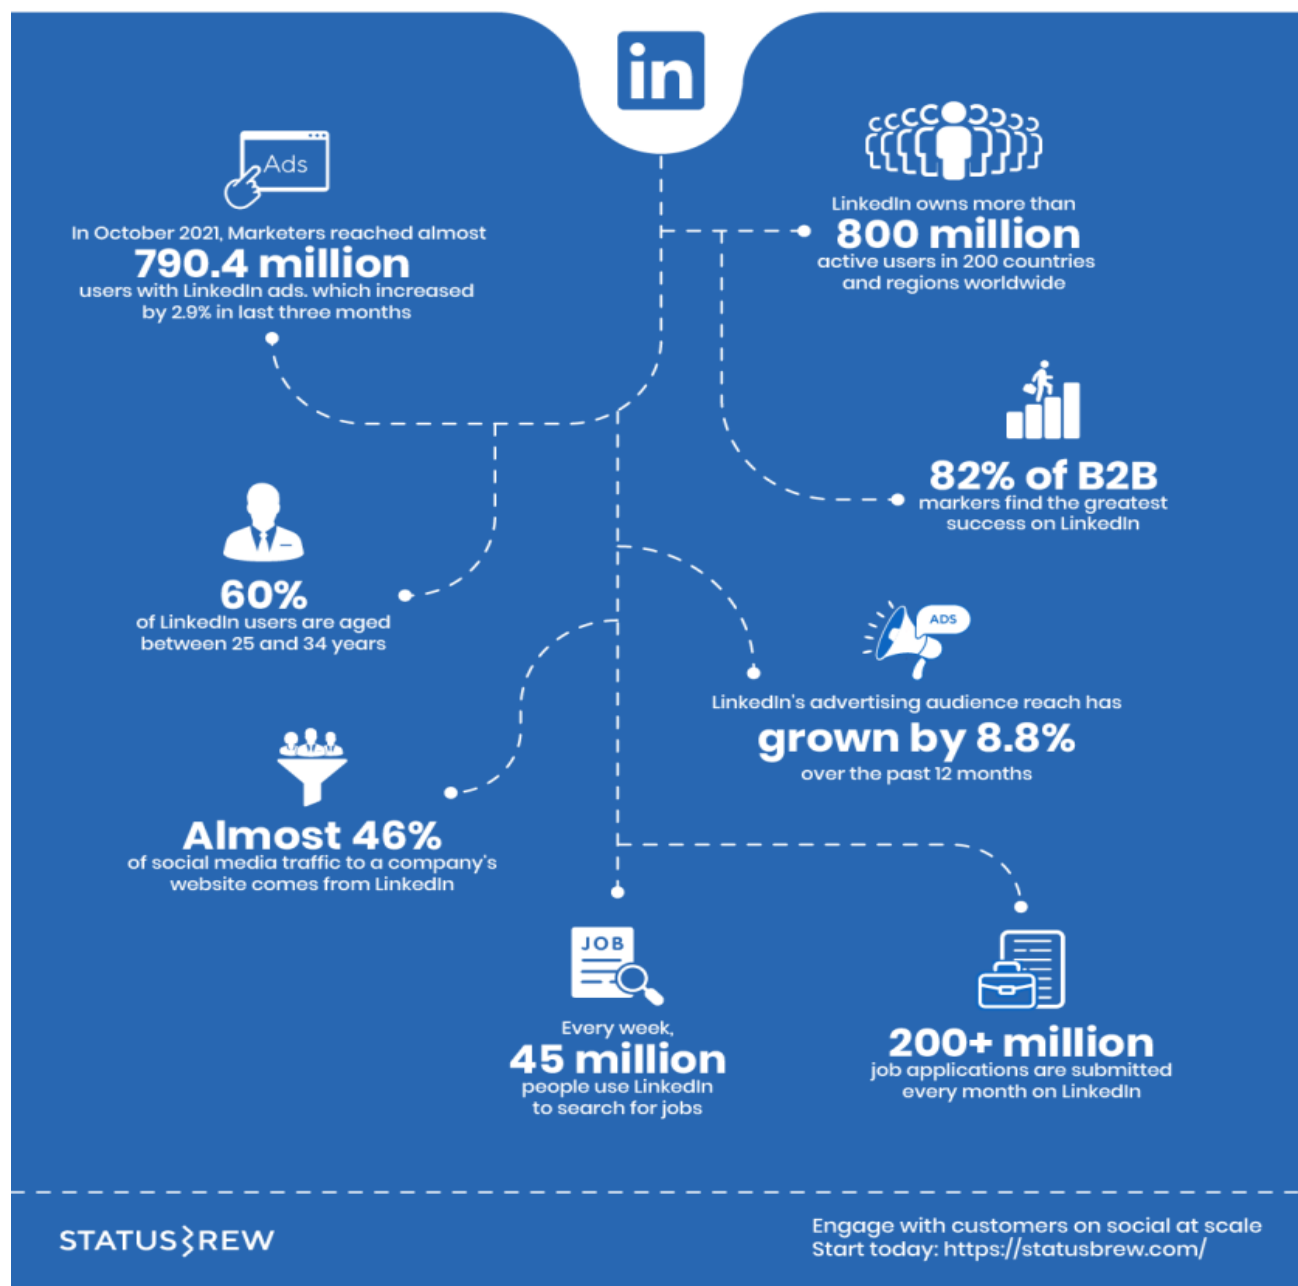 in
Ads
In October 2021, Marketers reached almost
790.4 million
users with LinkedIn ads. which increased
by 2.9% in last three months
LinkedIn owns more than
800 million
active users in 200 countries
and regions worldwide
82% of B2B
markers find the greatest
success on LinkedIn
60%
of LinkedIn users are aged
between 25 and 34 years
ADS
LinkedIn's advertising audience reach has
grown by 8.8%
over the past 12 months
Almost 46%
of social media traffic to a company's
website comes from LinkedIn
JOB
Every week,
45 million
people use LinkedIn
to search for jobs
200+ million
job applications are submitted
every month on LinkedIn
STATUSBREW
Engage with customers on social at scale
Start today: https://statusbrew.com/